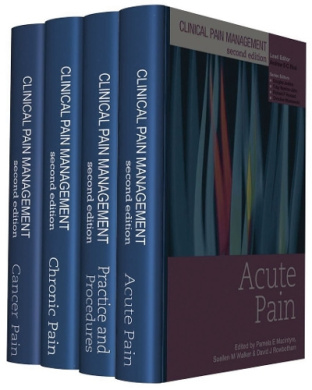 CLINICAL PAIN MANAGEMENT
second edition
Cancer Pain
CLINICAL PAIN MANAGEMENT
second edition
Chronic Pain
CLINICAL PAIN MANAGEMENT
second edition
Practice and
Procedures
CLINICAL PAIN MANAGEMENT
second edition
Acute Pain
CLINICAL PAIN MANAGEMENT
second edition
Acute
Pain
Edited by Pamela E Macintyre,
Suellen M Walker & David J Rowbotham